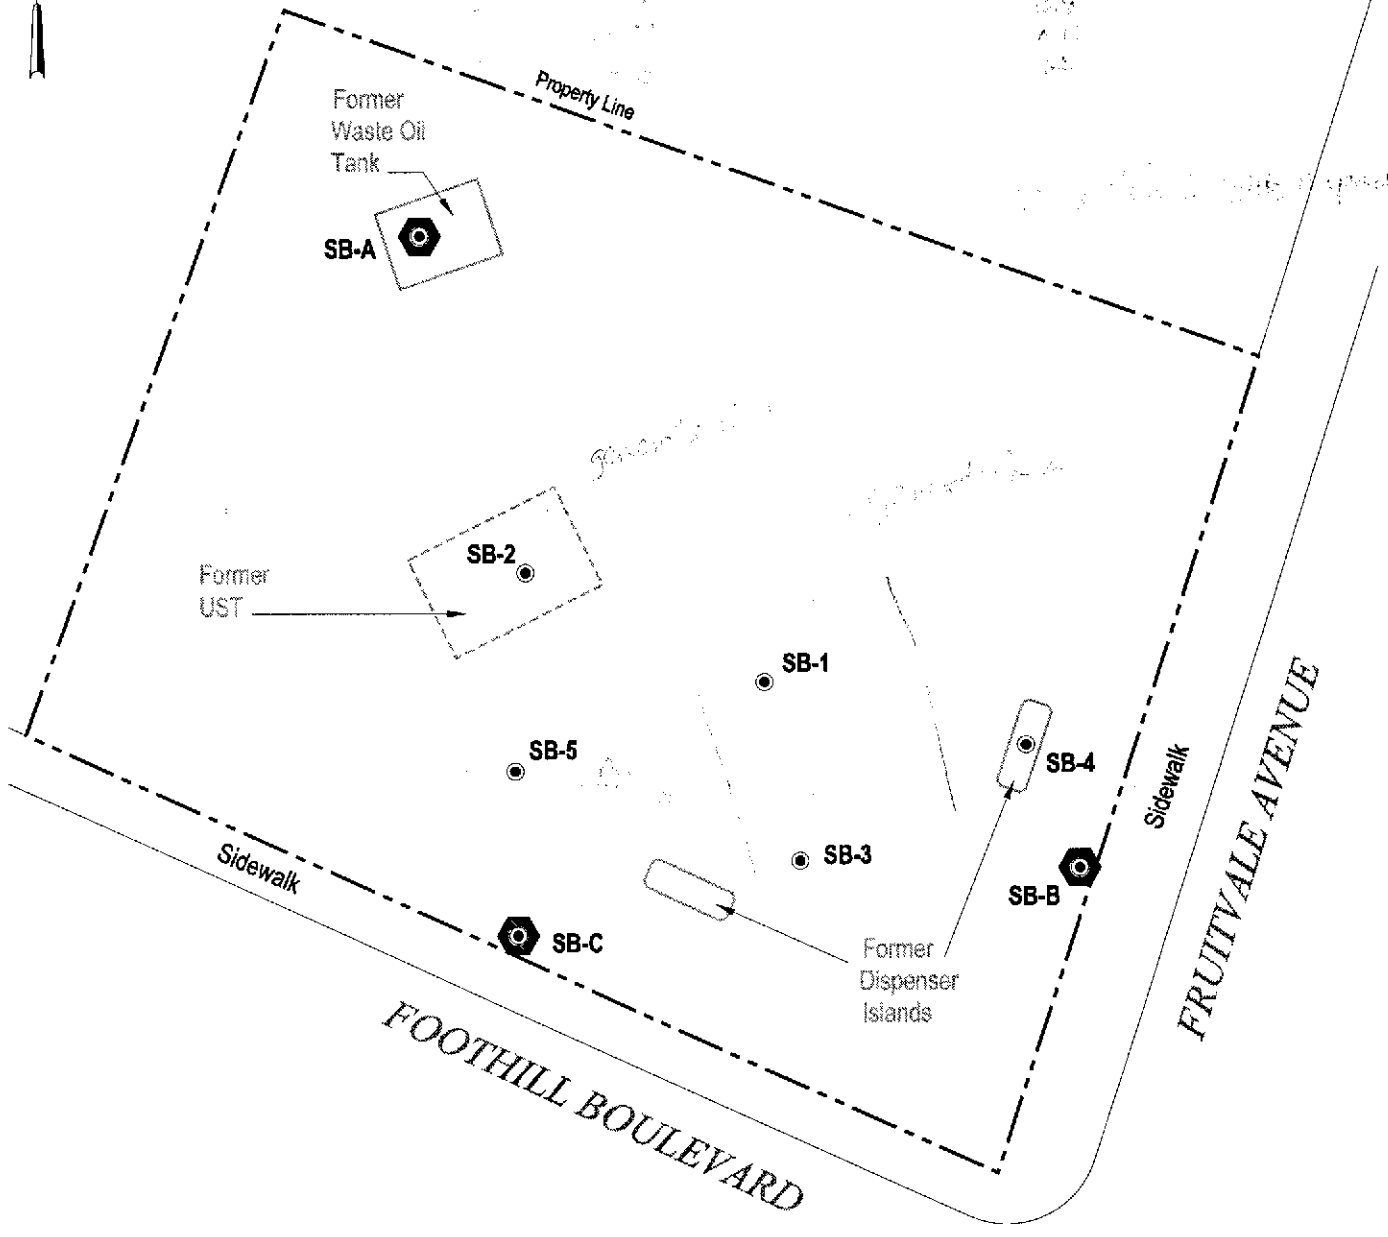 Property Line
Former
Waste Oil
Tank
SB-A
SB-2
Former
UST
SB-1
SB-5
SB-4
Sidewalk
SB-3
Sidewalk
SB-B
SB-C
Former
Dispenser
Islands
FRUITVALE AVENUE
FOOTHILL BOULEVARD